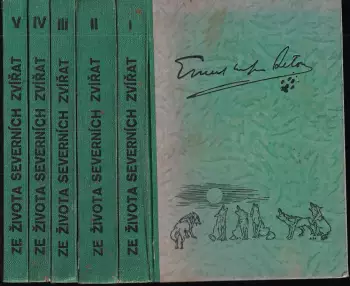 V
ZE ŽIVOTA SEVERNÍCH ZVÍŘAT
IV
ZE ŽIVOTA SEVERNÍCH ZVÍŘAT
III
ZE ŽIVOTA SEVERNÍCH ZVÍŘAT
II
ZE ŽIVOTA SEVERNÍCH ZVÍŘAT
I
ZE ŽIVOTA SEVERNÍCH ZVÍŘAT